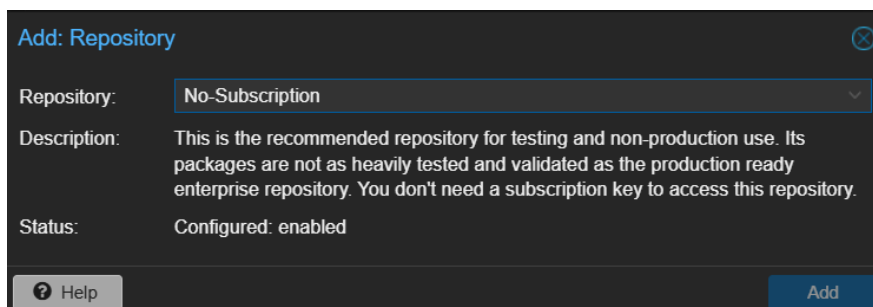 Add: Repository
Repository: No-Subscription
Description: This is the recommended repository for testing and non-production use. Its
packages are not as heavily tested and validated as the production ready
enterprise repository. You don't need a subscription key to access this repository.
Status: Configured: enabled
Help Add